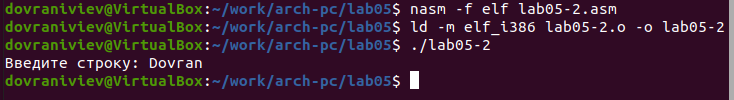 dovraniviev@VirtualBox:~/work/arch-pc/lab05$ nasm -f elf lab05-2.asm
dovraniviev@VirtualBox:~/work/arch-pc/lab05$ ld -m elf_i386 lab05-2.o -o lab05-2
dovraniviev@VirtualBox:~/work/arch-pc/lab05$ ./lab05-2
Введите строку: Dovran
dovraniviev@VirtualBox:~/work/arch-pc/lab05$